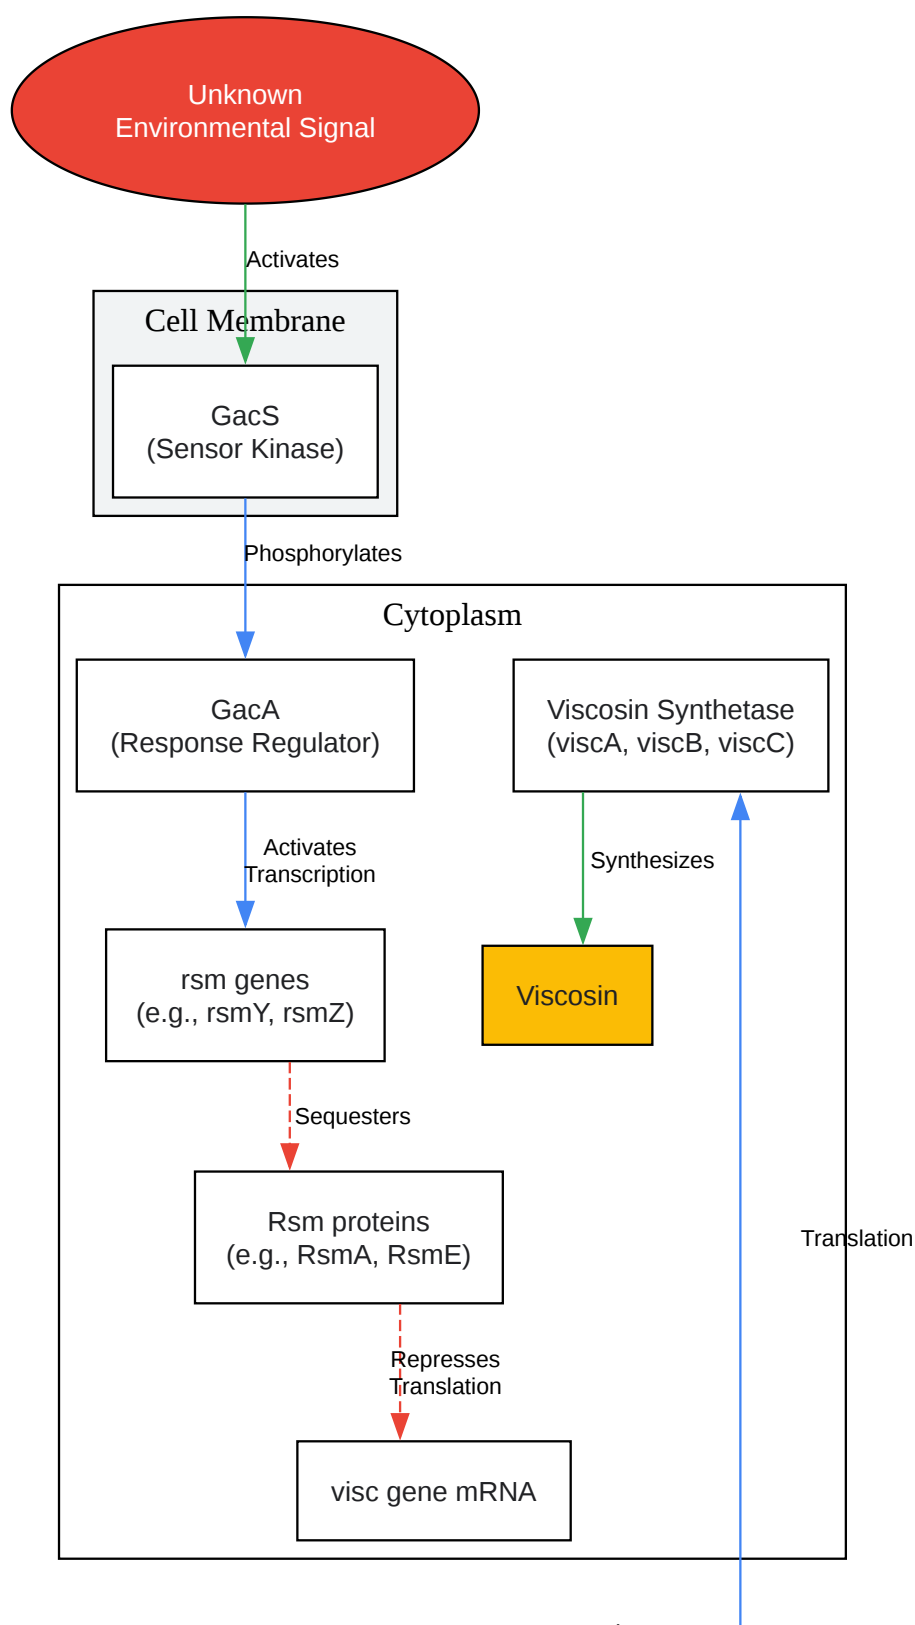 Unknown
Environmental Signal
Activates
Cell Membrane
GacS
(Sensor Kinase)
Phosphorylates
Cytoplasm
GacA
(Response Regulator)
Viscosin Synthetase
(viscA, viscB, viscC)
Activates
Transcription
Synthesizes
rsm genes
(e.g., rsmY, rsmZ)
Viscosin
Sequesters
Rsm proteins
(e.g., RsmA, RsmE)
Translation
Represses
Translation
visc gene mRNA